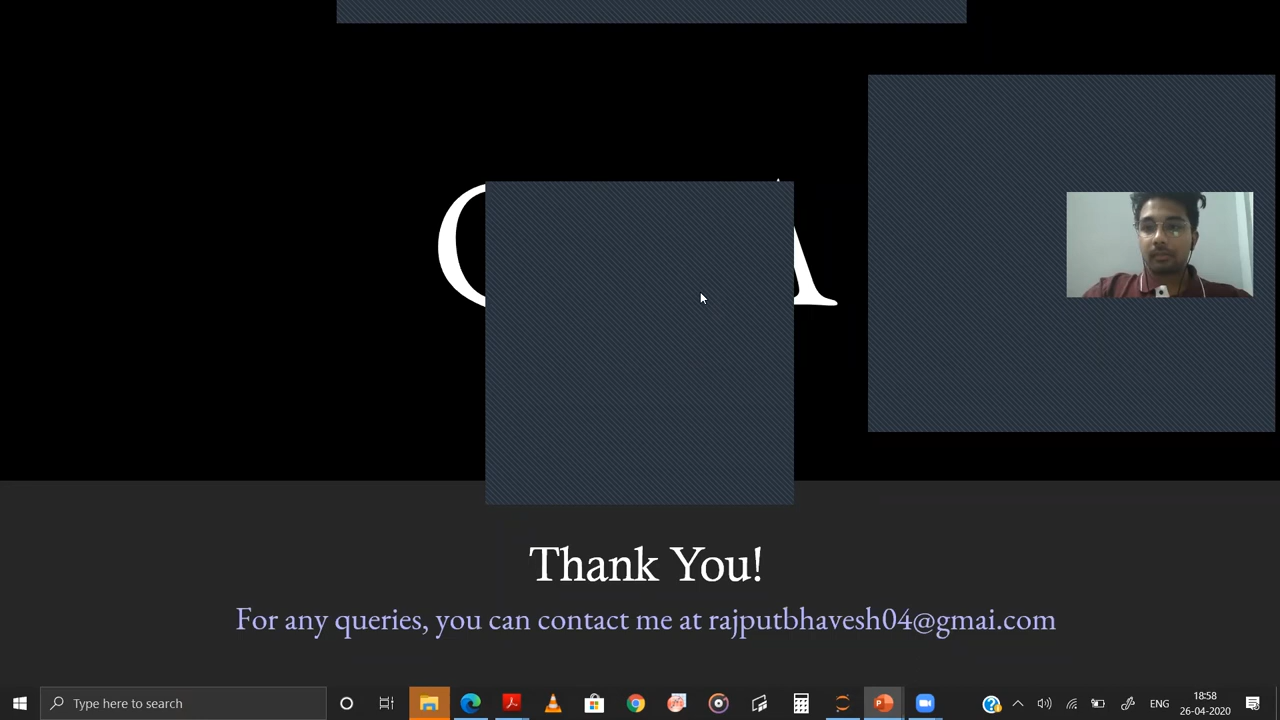 Thank You!
For any queries, you can contact me at rajputbhavesh04@gmai.com
Type here to search
ENG
18:58
26-04-2020